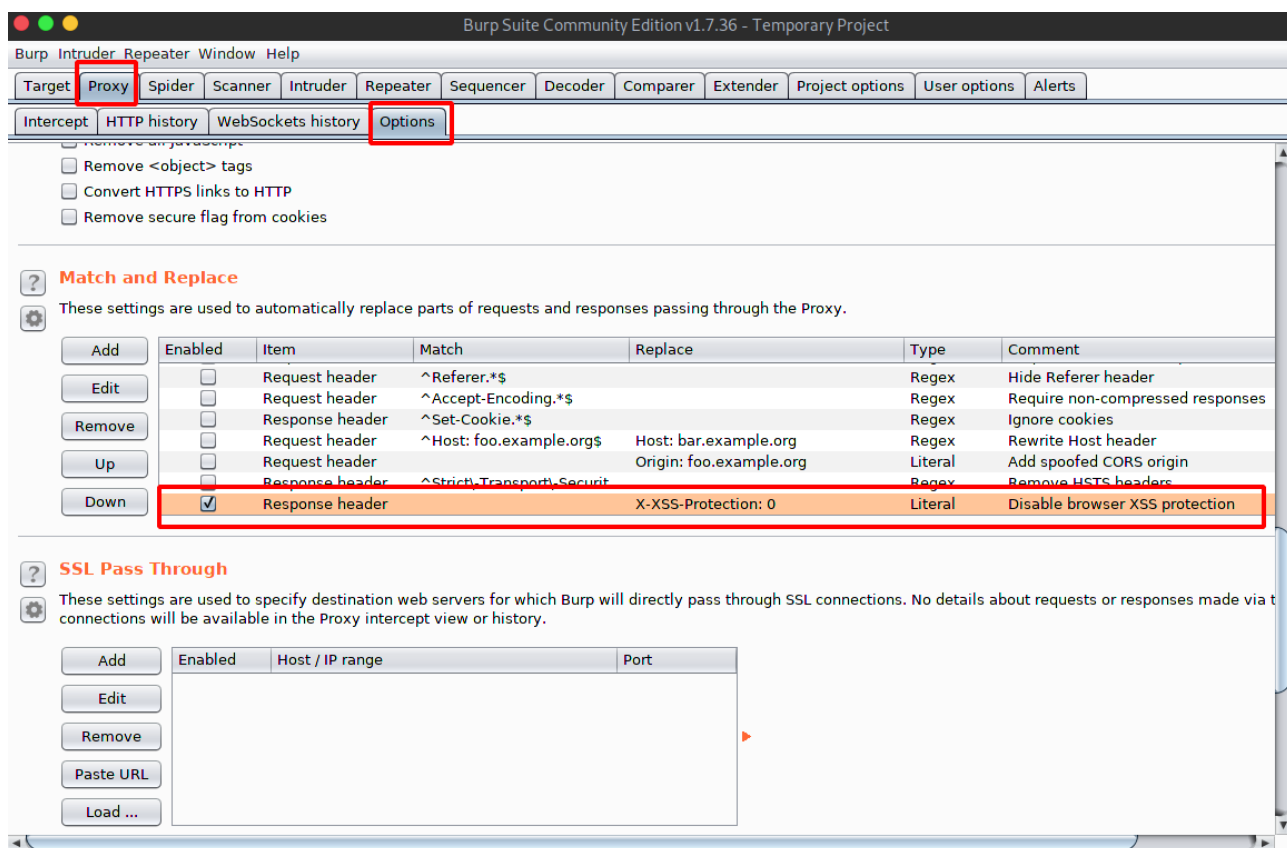 Burp Suite Community Edition v1.7.36 - Temporary Project
Burp Intruder Repeater Window Help
Target Proxy Spider Scanner Intruder Repeater Sequencer Decoder Comparer Extender Project options User options Alerts
Intercept HTTP history WebSockets history Options
Remove all JavaScript
Remove <object> tags
Convert HTTPS links to HTTP
Remove secure flag from cookies
? Match and Replace
These settings are used to automatically replace parts of requests and responses passing through the Proxy.
Add Enabled Item Match Replace Type Comment
Request header ^Referer.*$ Regex Hide Referer header
Edit
Request header ^Accept-Encoding.*$ Regex Require non-compressed responses
Remove Response header ^Set-Cookie.*$ Regex Ignore cookies
Request header ^Host: foo.example.org$ Host: bar.example.org Regex Rewrite Host header
Up Request header Origin: foo.example.org Literal Add spoofed CORS origin
Response header ^Strict\-Transport\-Securit Regex Remove HSTS headers
Down Response header X-XSS-Protection: 0 Literal Disable browser XSS protection
? SSL Pass Through
These settings are used to specify destination web servers for which Burp will directly pass through SSL connections. No details about requests or responses made via t
connections will be available in the Proxy intercept view or history.
Add Enabled Host / IP range Port
Edit
Remove
Paste URL
Load ...